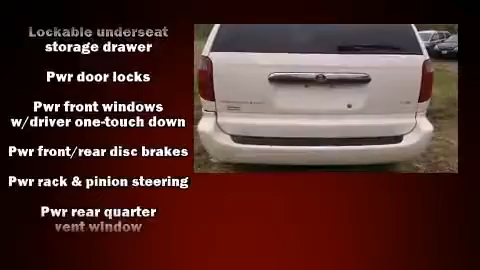 Lockable underseat
storage drawer
Pwr door locks
Pwr front windows
w/driver one-touch down
Pwr front/rear disc brakes
Pwr rack & pinion steering
Pwr rear quarter
vent window